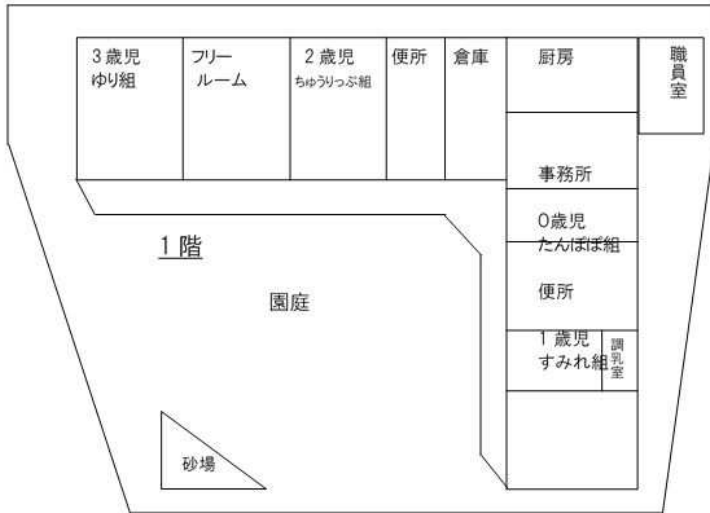 3歳児
ゆり組
フリー
ルーム
2歳児
ちゅうりっぷ組
便所
倉庫
厨房
職員室
事務所
0歳児
たんぽぽ組
1階
園庭
便所
1歳児
すみれ組
調乳室
砂場